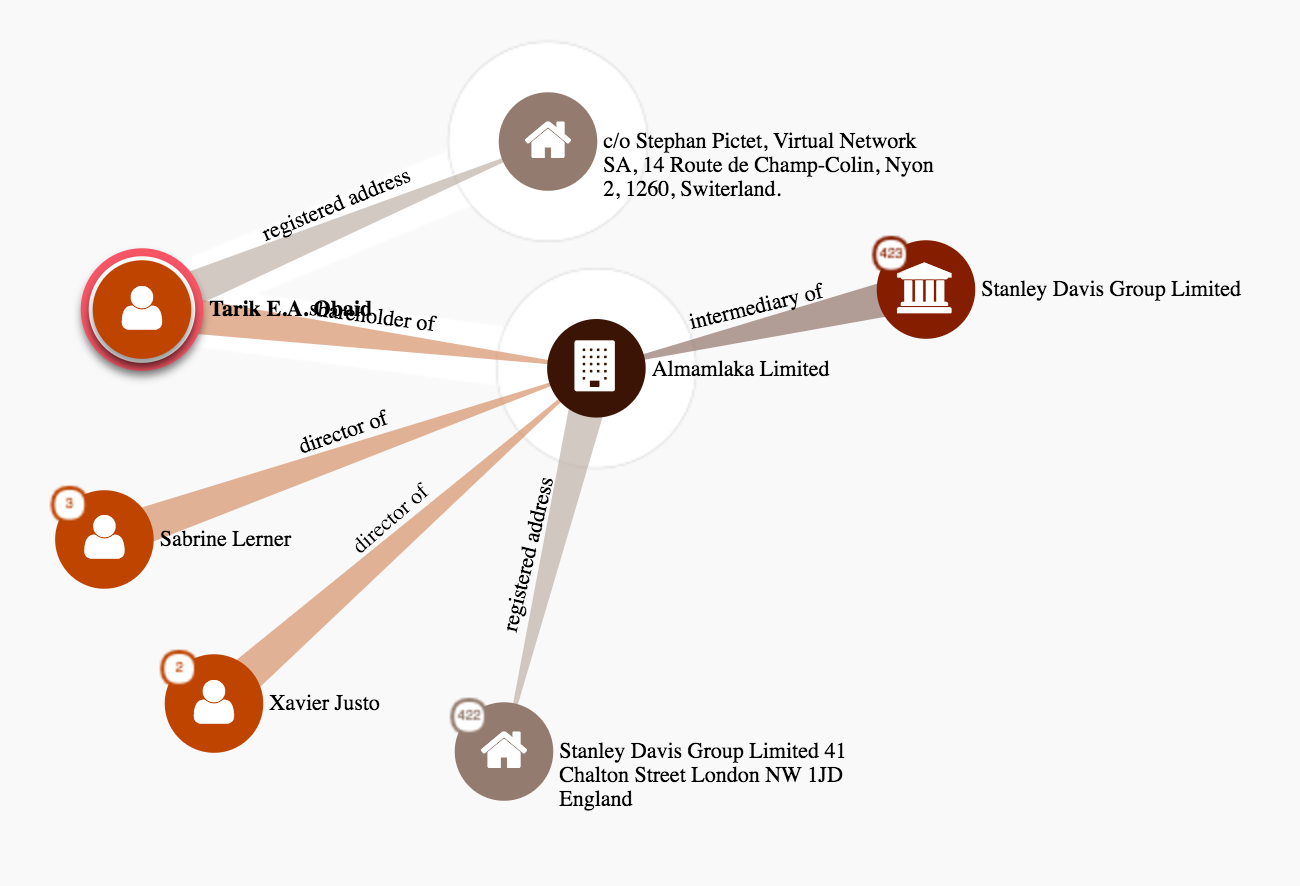 c/o Stephan Pictet, Virtual Network
SA, 14 Route de Champ-Colin, Nyon
2, 1260, Switerland.
registered address
423
Stanley Davis Group Limited
intermediary of
Tarik E.A. Obaid
shareholder of
Almamlaka Limited
director of
3
Sabrine Lerner
director of
registered address
2
Xavier Justo
422
Stanley Davis Group Limited 41
Chalton Street London NW 1JD
England